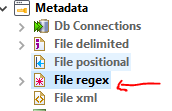 Metadata
Db Connections
File delimited
File positional
File regex
File xml